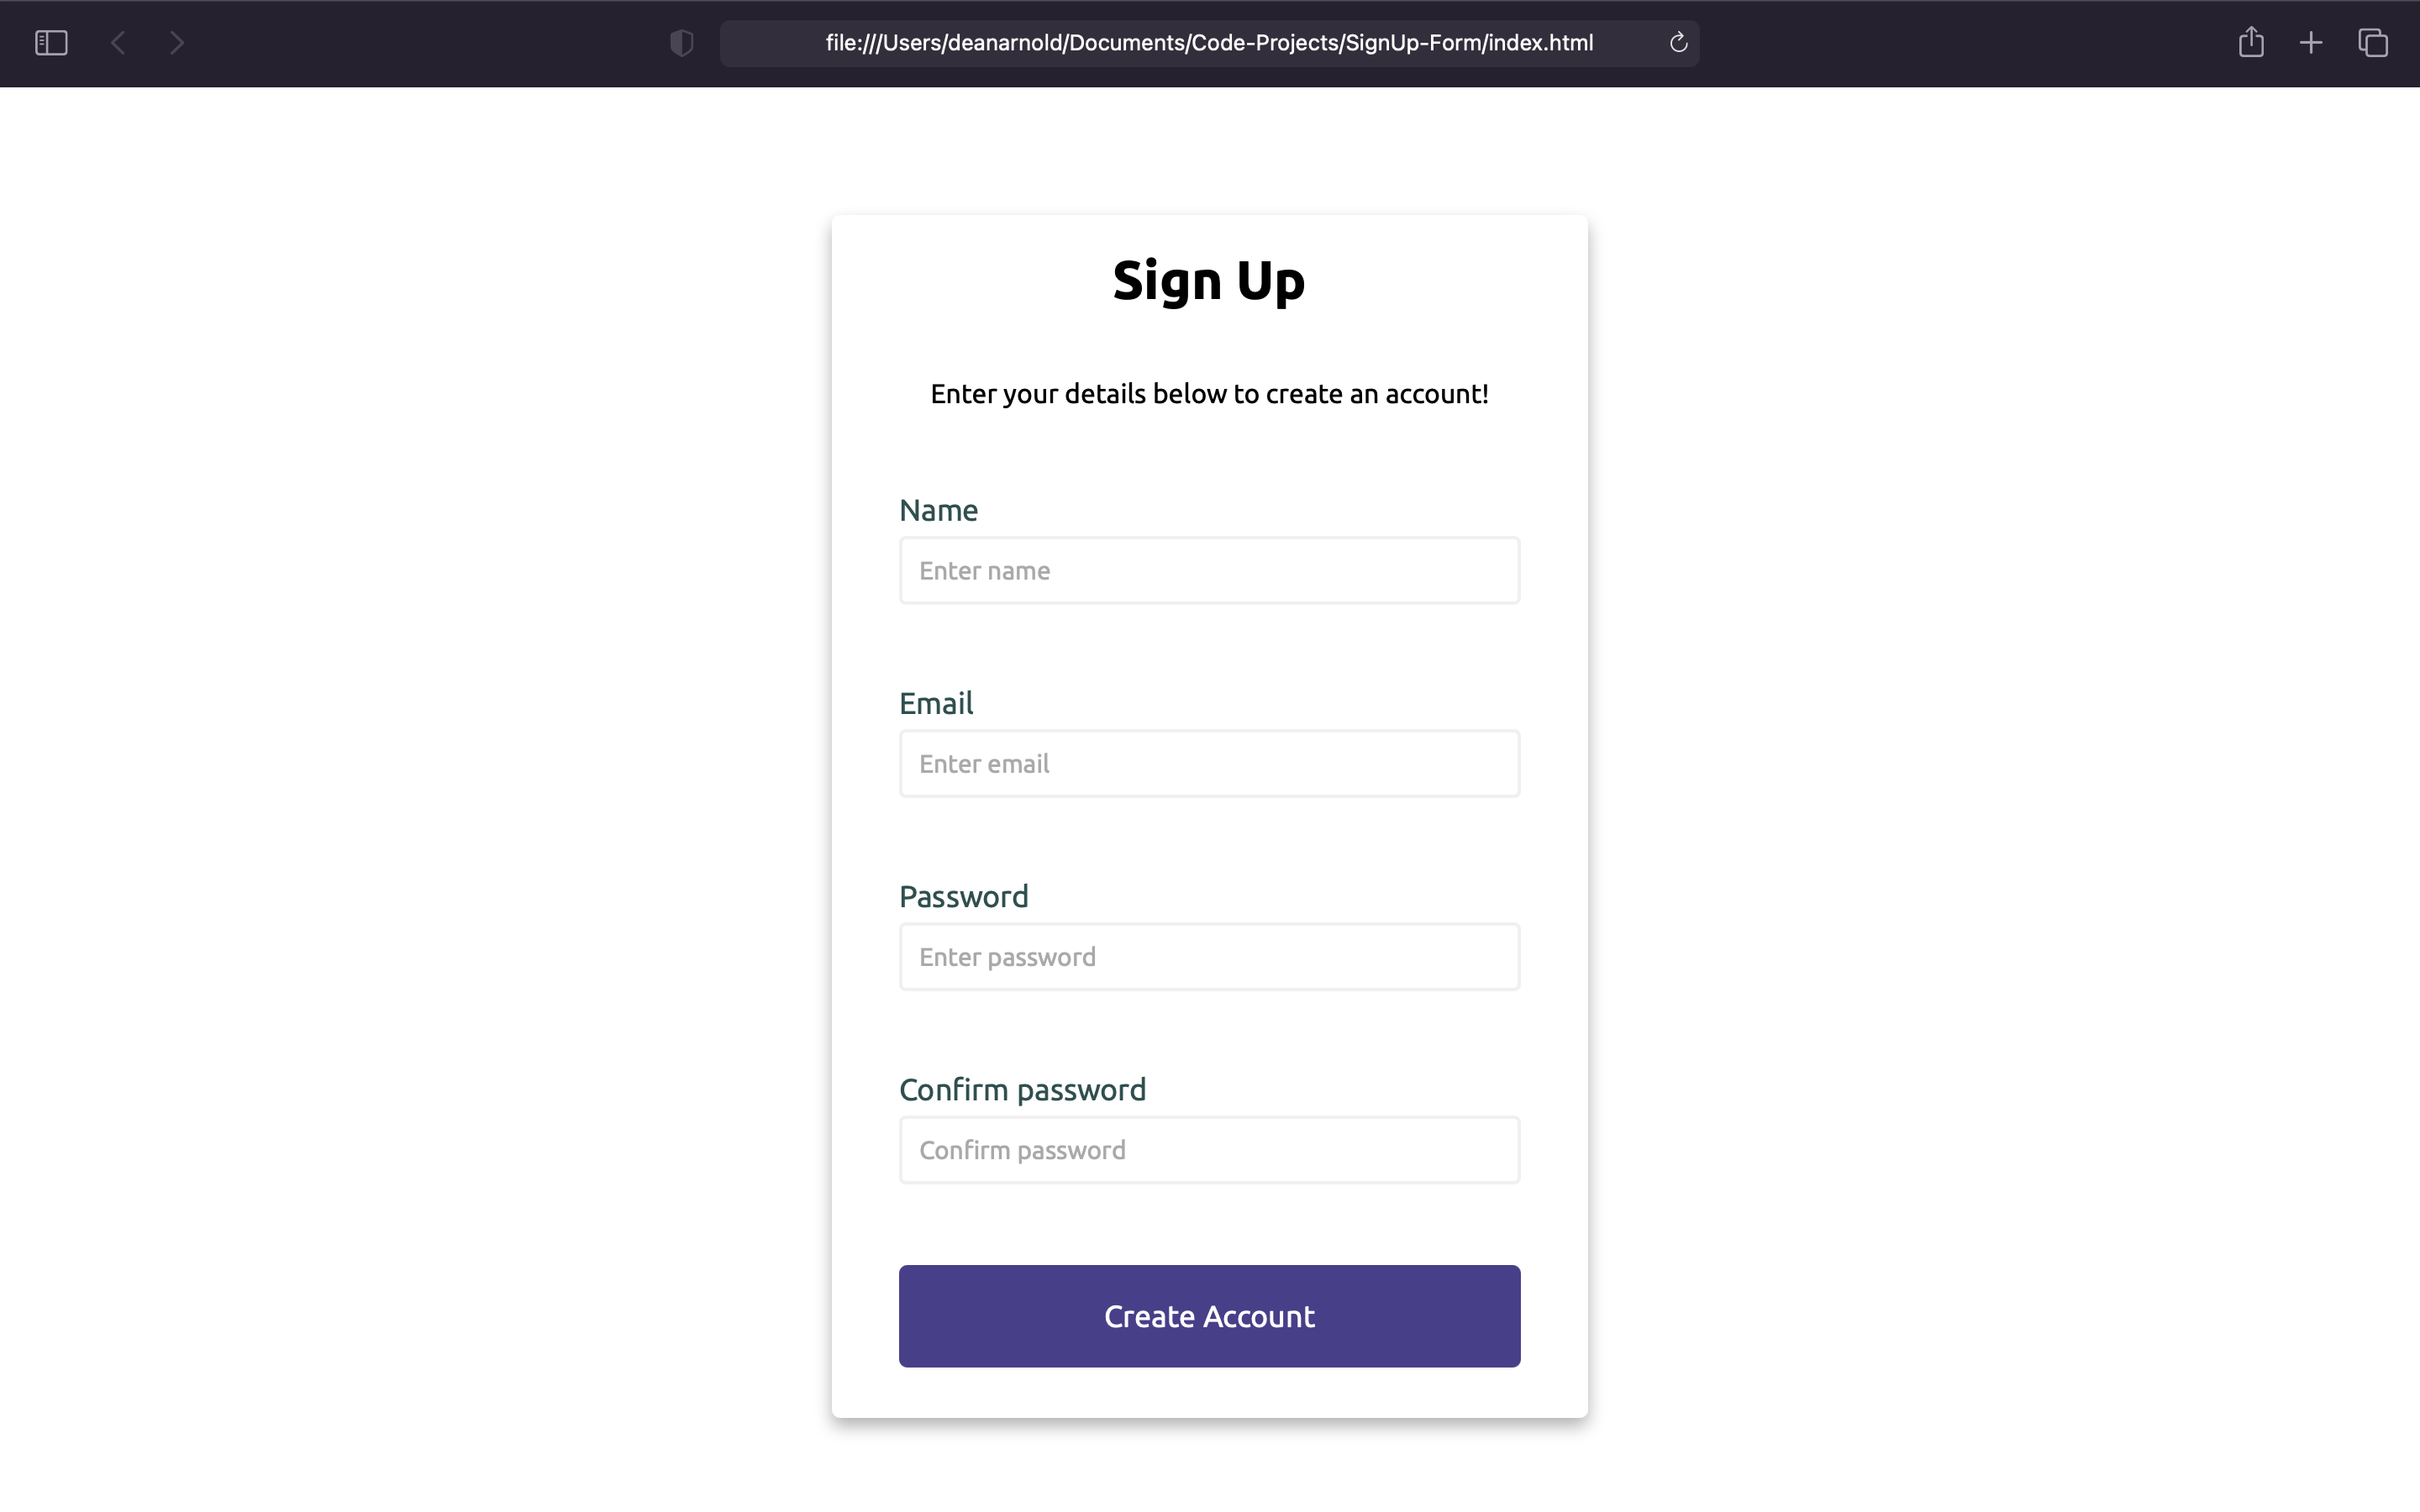 file:///Users/deanarnold/Documents/Code-Projects/SignUp-Form/index.html
Sign Up
Enter your details below to create an account!
Name
Enter name
Email
Enter email
Password
Enter password
Confirm password
Confirm password
Create Account